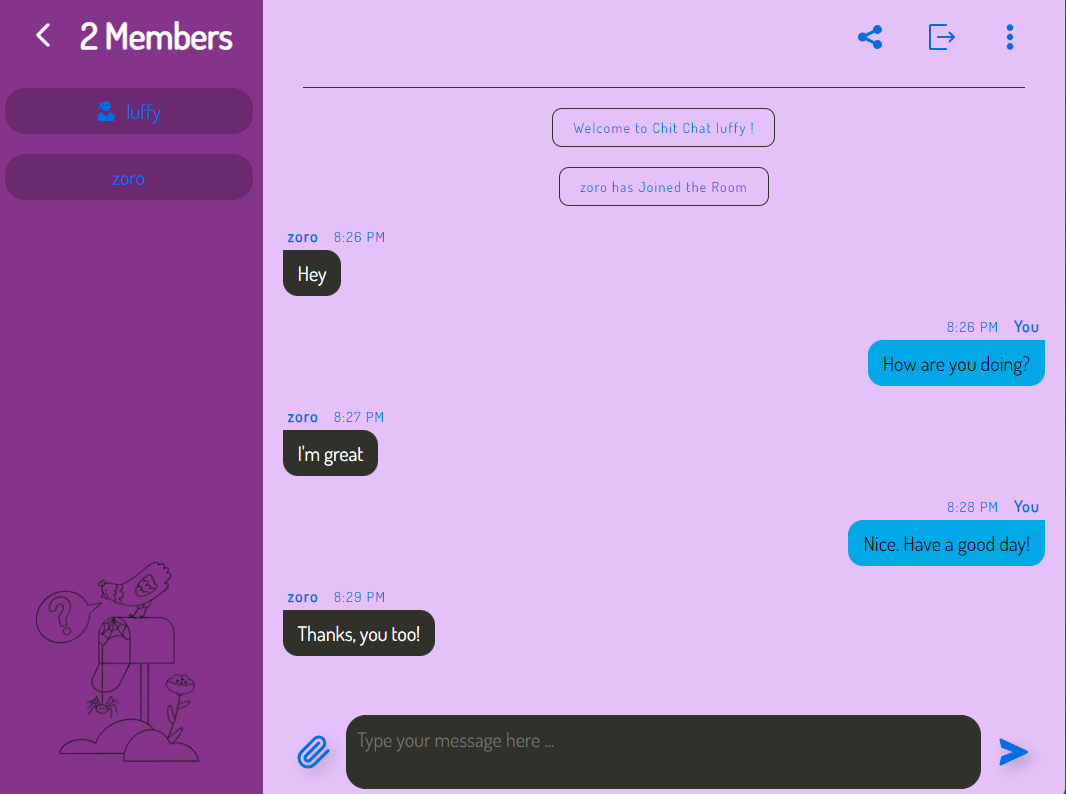 2 Members
luffy
zoro
Welcome to Chit Chat luffy !
zoro has Joined the Room
zoro 8:26 PM
Hey
8:26 PM You
How are you doing?
zoro 8:27 PM
I'm great
8:28 PM You
Nice. Have a good day!
zoro 8:29 PM
Thanks, you too!
?
Type your message here ...